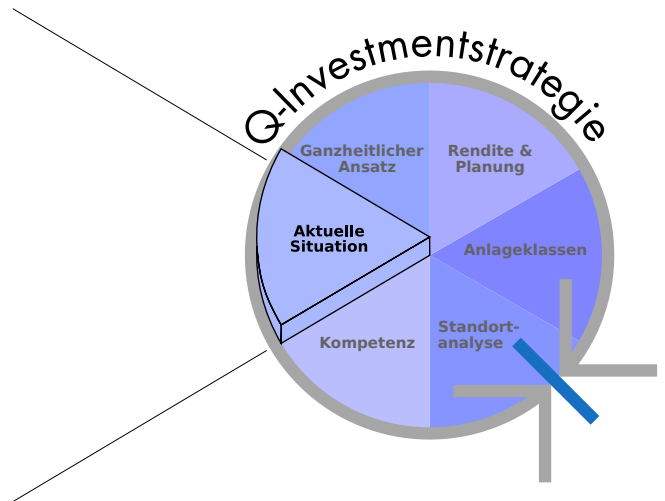 Q-Investmentstrategie
Ganzheitlicher
Ansatz
Rendite &
Planung
Aktuelle
Situation
Anlageklassen
Kompetenz
Standort-
analyse